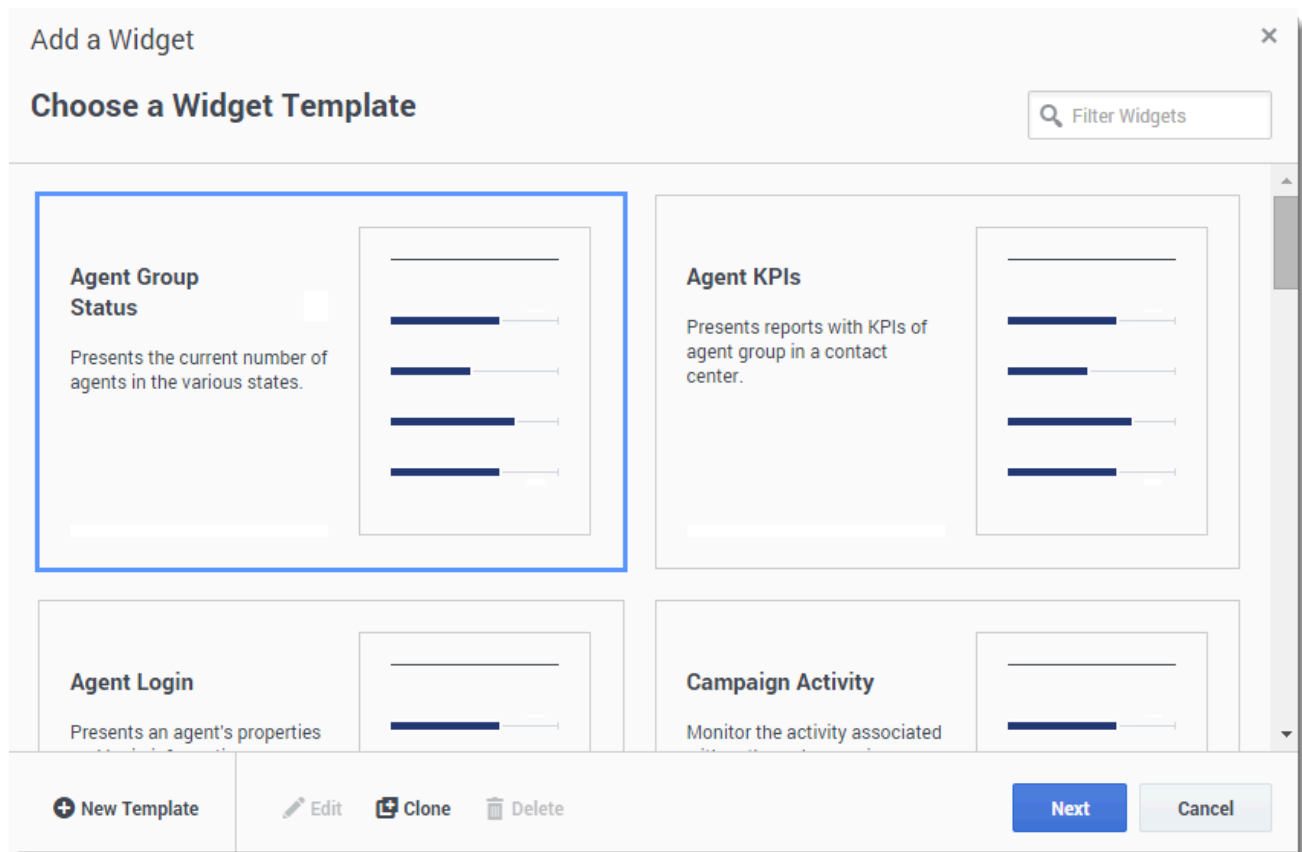 Add a Widget
Choose a Widget Template
Filter Widgets
Agent Group
Status
Presents the current number of
agents in the various states.
Agent KPIs
Presents reports with KPIs of
agent group in a contact
center.
Agent Login
Presents an agent's properties
Campaign Activity
Monitor the activity associated
New Template
Edit
Clone
Delete
Next
Cancel